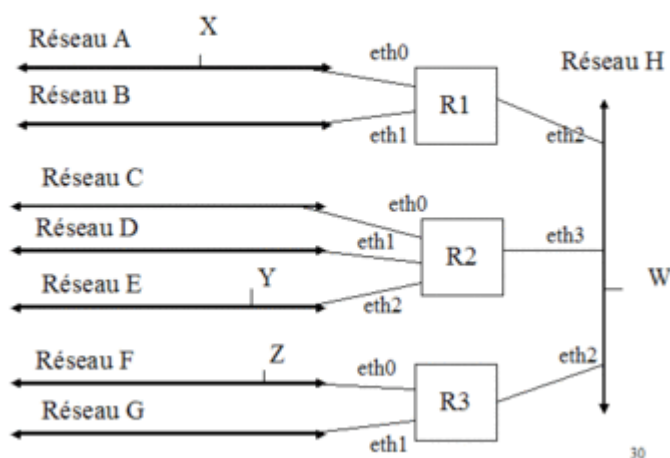 Réseau A
X
eth0
Réseau H
Réseau B
R1
eth1
eth2
Réseau C
eth0
Réseau D
eth1
R2
eth3
Réseau E
Y
eth2
W
Réseau F
Z
eth0
eth2
R3
Réseau G
eth1
30